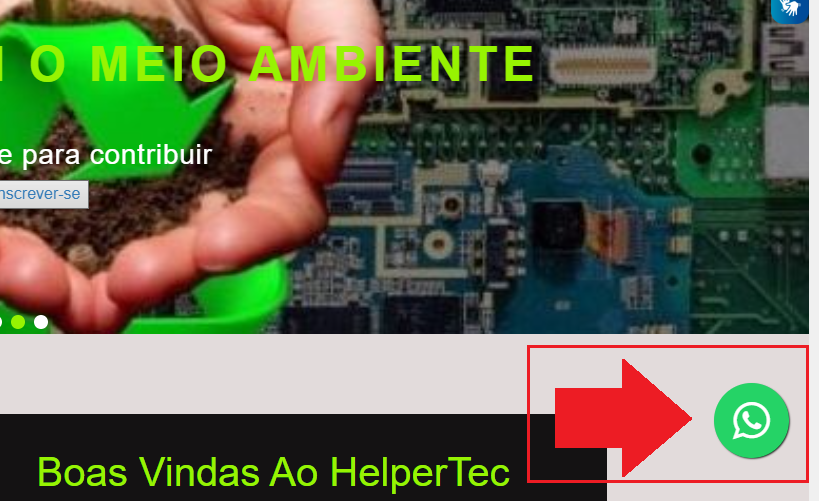 O MEIO AMBIENTE
e para contribuir
nscrever-se
Boas Vindas Ao HelperTec